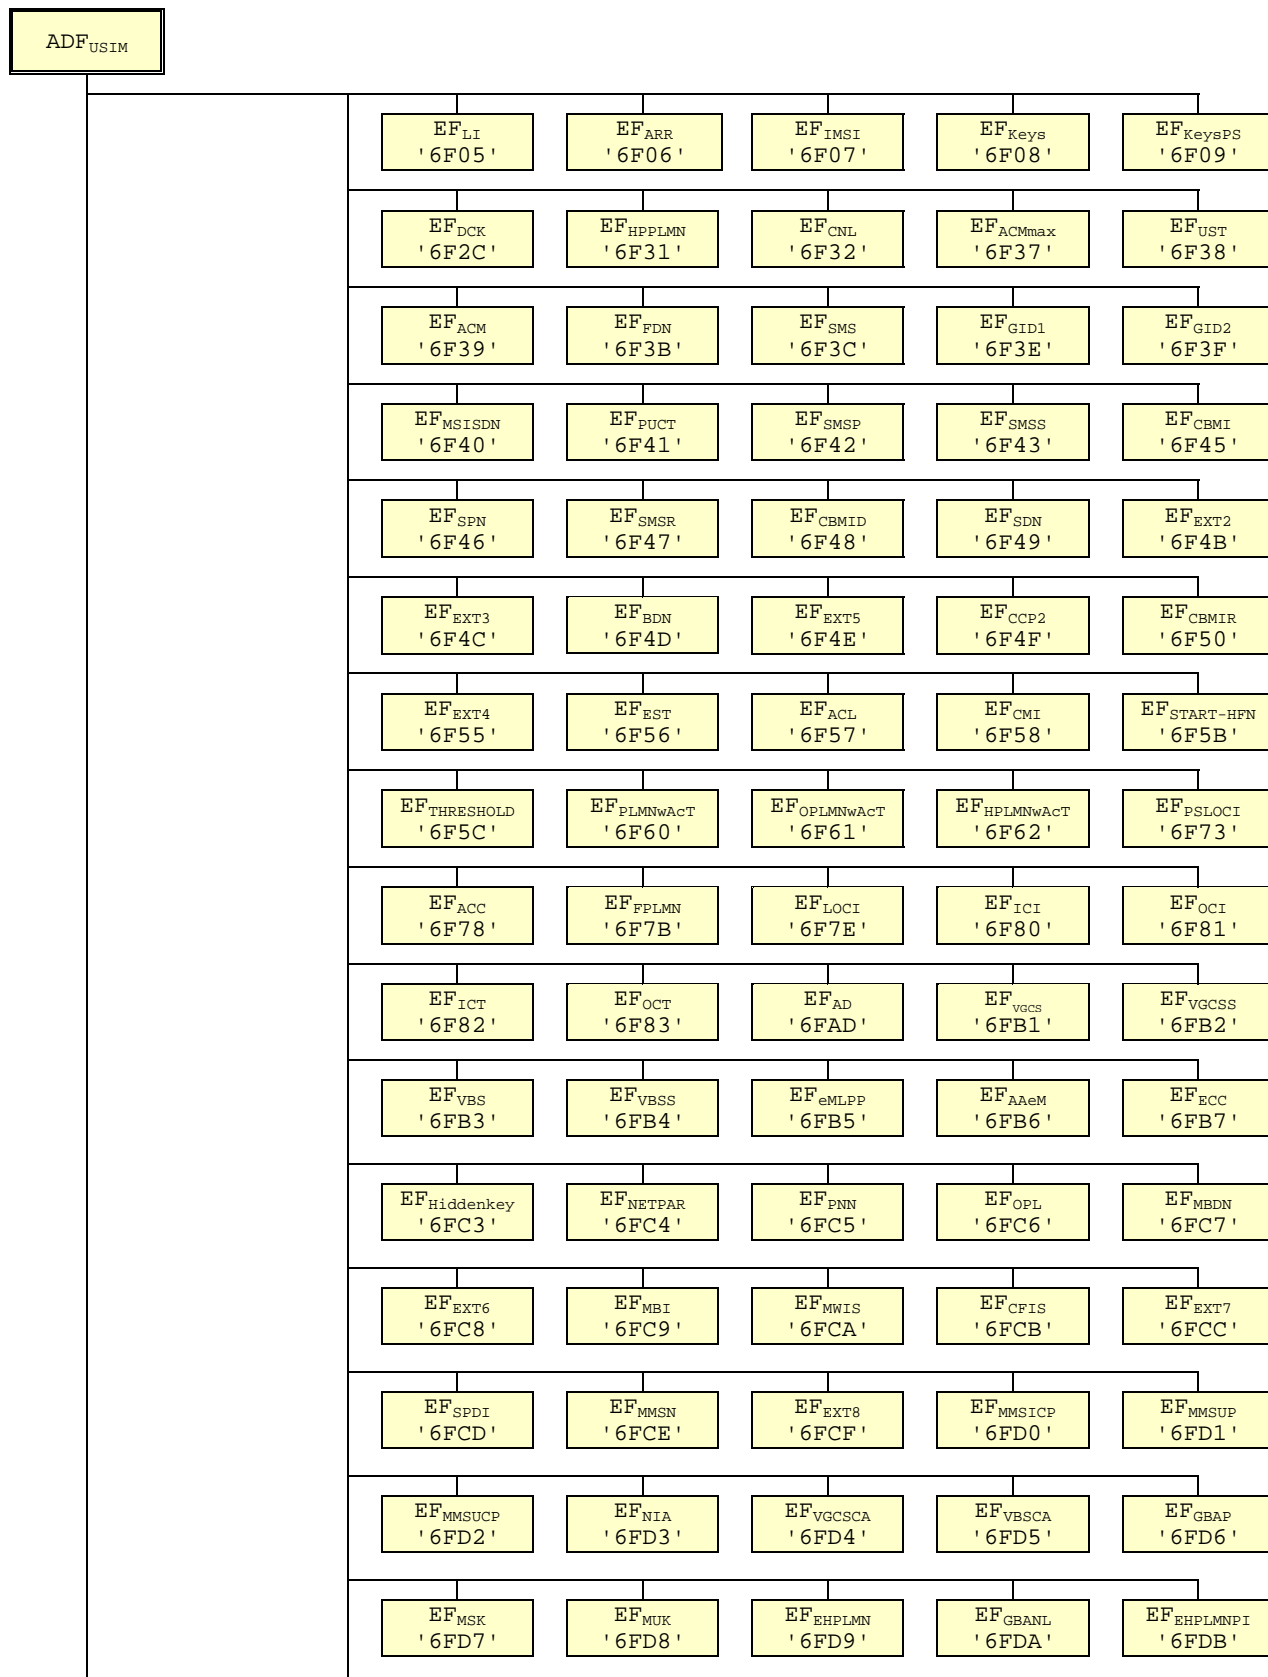 ADFUSIM
EFLI EFARR EFIMSI EFKeys EFKeysPS
'6F05' '6F06' '6F07' '6F08' '6F09'
EFDCK EFHPPLMN EFCNL EFACMmax EFUST
'6F2C' '6F31' '6F32' '6F37' '6F38'
EFACM EFFDN EFSMS EFGID1 EFGID2
'6F39' '6F3B' '6F3C' '6F3E' '6F3F'
EFMSISDN EFPUCT EFSMSP EFSMSS EFCBMI
'6F40' '6F41' '6F42' '6F43' '6F45'
EFSPN EFSMSR EFCBMID EFSDN EFEXT2
'6F46' '6F47' '6F48' '6F49' '6F4B'
EFEXT3 EFBDN EFEXT5 EFCCP2 EFCBMIR
'6F4C' '6F4D' '6F4E' '6F4F' '6F50'
EFEXT4 EFEST EFACL EFCMI EFSTART-HFN
'6F55' '6F56' '6F57' '6F58' '6F5B'
EFTHRESHOLD EFPLMNwAcT EFOPLMNwAcT EFHPLMNwAcT EFPSLOCI
'6F5C' '6F60' '6F61' '6F62' '6F73'
EFACC EFFPLMN EFLOCI EFICI EFOCI
'6F78' '6F7B' '6F7E' '6F80' '6F81'
EFICT EFOCT EFAD EFVGCS EFVGCSS
'6F82' '6F83' '6FAD' '6FB1' '6FB2'
EFVBS EFVBSS EFeMLPP EFAAeM EFECC
'6FB3' '6FB4' '6FB5' '6FB6' '6FB7'
EFHiddenkey EFNETPAR EFPNN EFOPL EFMBDN
'6FC3' '6FC4' '6FC5' '6FC6' '6FC7'
EFEXT6 EFMBI EFMWIS EFCFIS EFEXT7
'6FC8' '6FC9' '6FCA' '6FCB' '6FCC'
EFSPDI EFMMSN EFEXT8 EFMMSICP EFMMSUP
'6FCD' '6FCE' '6FCF' '6FD0' '6FD1'
EFMMSUCP EFNIA EFVGCSCA EFVBSCA EFGBAP
'6FD2' '6FD3' '6FD4' '6FD5' '6FD6'
EFMSK EFMUK EFEHPLMN EFGBANL EFEHPLMNPI
'6FD7' '6FD8' '6FD9' '6FDA' '6FDB'